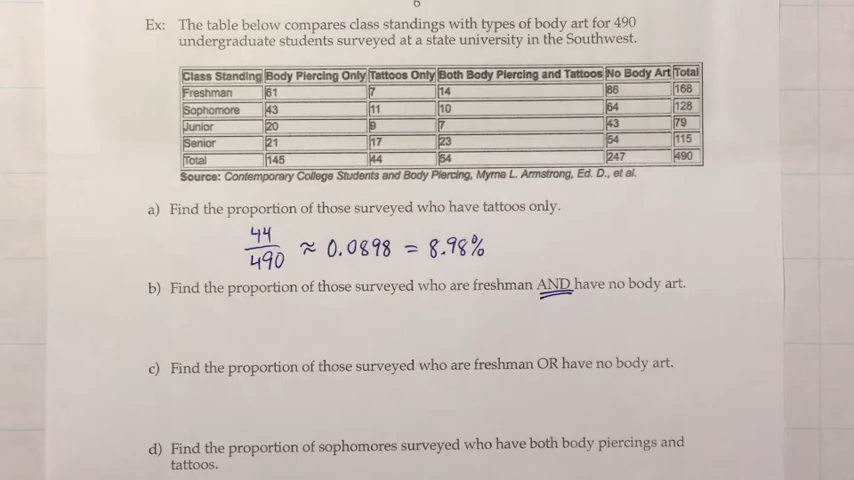 6
Ex: The table below compares class standings with types of body art for 490
undergraduate students surveyed at a state university in the Southwest.
Class Standing Body Piercing Only Tattoos Only Both Body Piercing and Tattoos No Body Art Total
Freshman 61 7 14 86 168
Sophomore 43 11 10 64 128
Junior 20 9 7 43 79
Senior 21 17 23 54 115
Total 145 44 54 247 490
Source: Contemporary College Students and Body Piercing, Myrna L. Armstrong, Ed. D., et al.
a) Find the proportion of those surveyed who have tattoos only.
44/490 ≈ 0.0898 = 8.98%
b) Find the proportion of those surveyed who are freshman AND have no body art.
c) Find the proportion of those surveyed who are freshman OR have no body art.
d) Find the proportion of sophomores surveyed who have both body piercings and
tattoos.